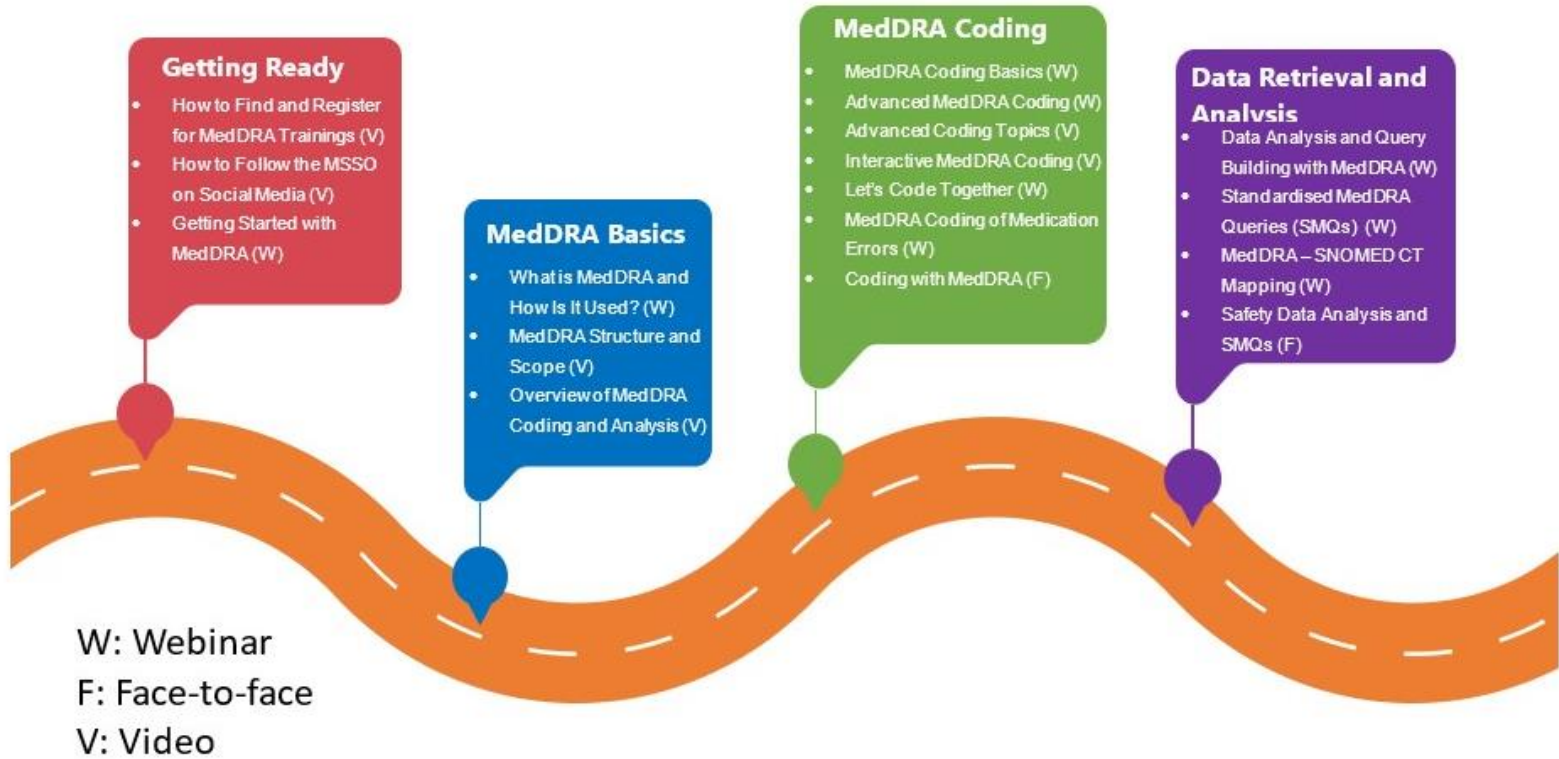 Getting Ready
• How to Find and Register
for MedDRA Trainings (V)
• How to Follow the MSSO
on Social Media (V)
• Getting Started with
MedDRA (W)
MedDRA Basics
• What is MedDRA and
How Is It Used? (W)
• MedDRA Structure and
Scope (V)
• Overview of MedDRA
Coding and Analysis (V)
MedDRA Coding
• MedDRA Coding Basics (W)
• Advanced MedDRA Coding (W)
• Advanced Coding Topics (V)
• Interactive MedDRA Coding (V)
• Let's Code Together (W)
• MedDRA Coding of Medication
Errors (W)
• Coding with MedDRA (F)
Data Retrieval and
Analysis
• Data Analysis and Query
Building with MedDRA (W)
• Standardised MedDRA
Queries (SMQs) (W)
• MedDRA – SNOMED CT
Mapping (W)
• Safety Data Analysis and
SMQs (F)
W: Webinar
F: Face-to-face
V: Video